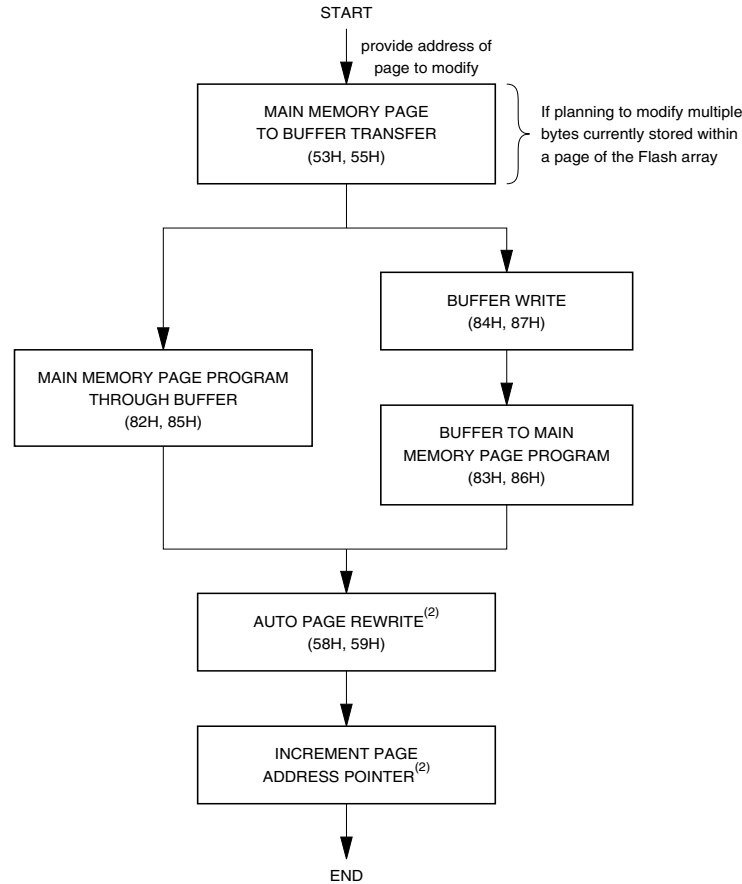 START
provide address of
page to modify
MAIN MEMORY PAGE
TO BUFFER TRANSFER
(53H, 55H)
If planning to modify multiple
bytes currently stored within
a page of the Flash array
BUFFER WRITE
(84H, 87H)
MAIN MEMORY PAGE PROGRAM
THROUGH BUFFER
(82H, 85H)
BUFFER TO MAIN
MEMORY PAGE PROGRAM
(83H, 86H)
AUTO PAGE REWRITE(2)
(58H, 59H)
INCREMENT PAGE
ADDRESS POINTER(2)
END